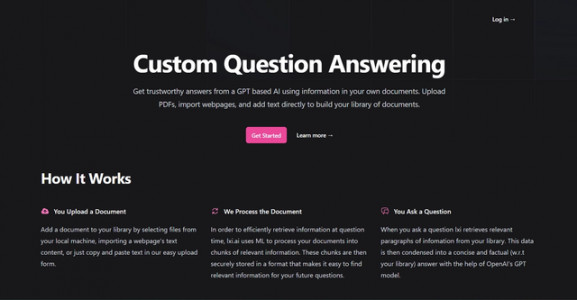 Log in →
Custom Question Answering
Get trustworthy answers from a GPT based AI using information in your own documents. Upload
PDFs, import webpages, and add text directly to build your library of documents.
Get Started
Learn more →
How It Works
You Upload a Document
Add a document to your library by selecting files from
your local machine, importing a webpage's text
content, or just copy and paste text in our easy upload
form.
We Process the Document
In order to efficiently retrieve information at question
time, lxi.ai uses ML to process your documents into
chunks of relevant information. These chunks are then
securely stored in a format that makes it easy to find
relevant information for your future questions.
You Ask a Question
When you ask a question lxi retrieves relevant
paragraphs of infomation from your library. This data
is then condensed into a concise and factual (w.r.t
your library) answer with the help of OpenAI's GPT
model.